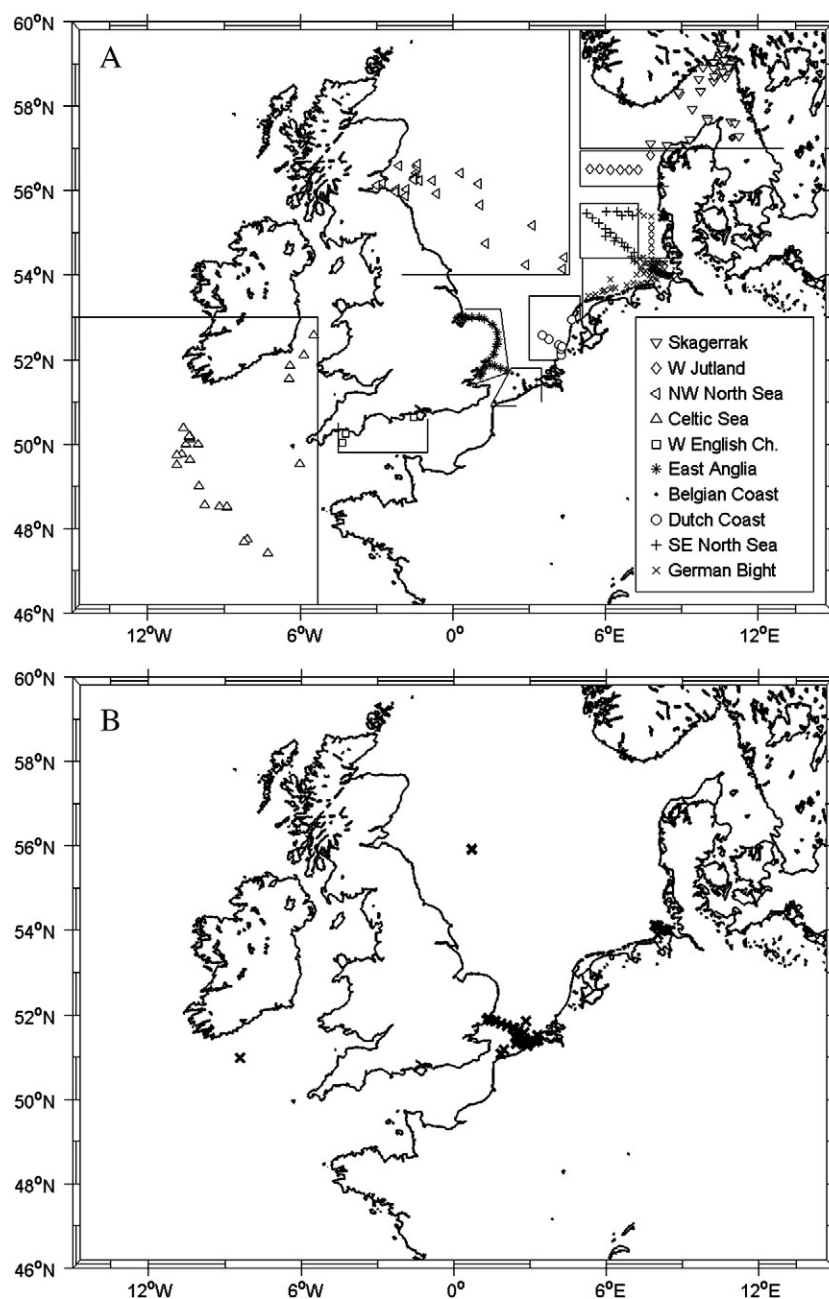 60°N
A
58°N
56°N
54°N
52°N
50°N
48°N
46°N
Skagerrak
W Jutland
NW North Sea
Celtic Sea
W English Ch.
East Anglia
Belgian Coast
Dutch Coast
SE North Sea
German Bight
12°W
6°W
0°
6°E
12°E
60°N
B
58°N
56°N
54°N
52°N
50°N
48°N
46°N
12°W
6°W
0°
6°E
12°E